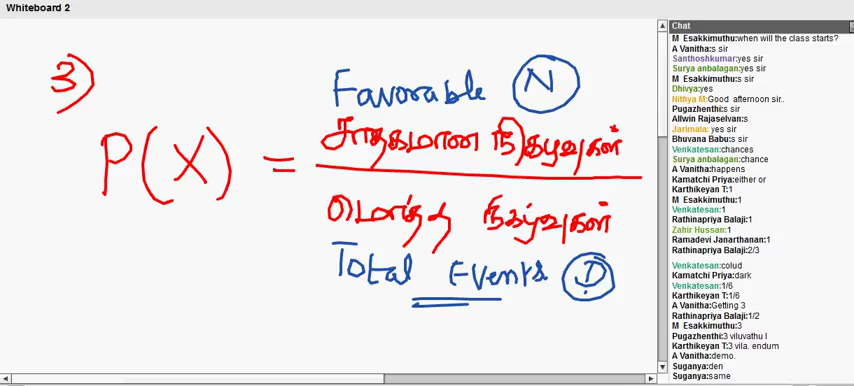 Whiteboard 2
3)
Favorable N
P(X) = சாதகமான நிகழ்வுகள்
மொத்த நிகழ்வுகள்
Total Events D
Chat
M Esakkimuthu:when will the class starts?
A Vanitha:s sir
Santhoshkumar:yes sir
Surya anbalagan:yes sir
M Esakkimuthu:s sir
Dhivya:yes
Nithya M:Good afternoon sir..
Pugazhenthi:s sir
Allwin Rajaselvan:s
Jarimala: yes sir
Bhuvana Babu:s sir
Venkatesan:chances
Surya anbalagan:chance
A Vanitha:happens
Kamatchi Priya:either or
Karthikeyan T:1
M Esakkimuthu:1
Venkatesan:1
Rathinapriya Balaji:1
Zahir Hussan:1
Ramadevi Janarthanan:1
Rathinapriya Balaji:2/3
Venkatesan:colud
Kamatchi Priya:dark
Venkatesan:1/6
Karthikeyan T:1/6
A Vanitha:Getting 3
Rathinapriya Balaji:1/2
M Esakkimuthu:3
Pugazhenthi:3 viluvathu l
Karthikeyan T:3 vila. endum
A Vanitha:demo.
Suganya:den
Suganya:same